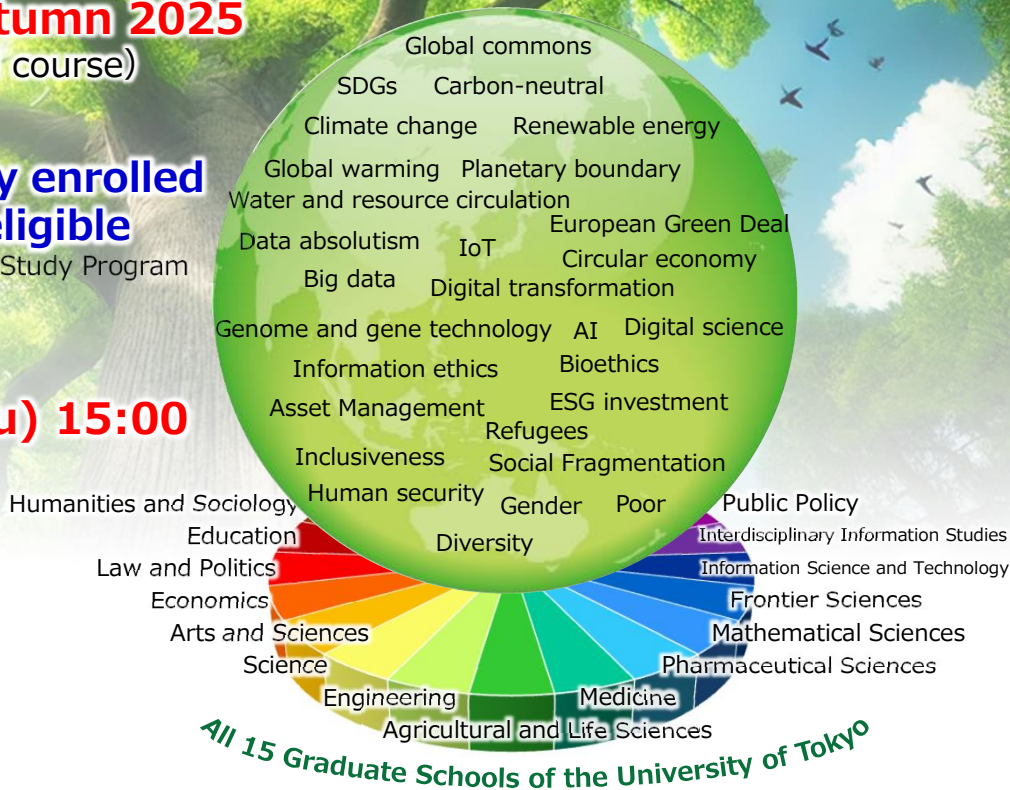 tumn 2025
course)
y enrolled
eligible
Study Program
u) 15:00
Global commons
SDGs Carbon-neutral
Climate change Renewable energy
Global warming Planetary boundary
Water and resource circulation
European Green Deal
Data absolutism IoT
Circular economy
Big data
Digital transformation
Genome and gene technology AI Digital science
Information ethics Bioethics
Asset Management ESG investment
Refugees
Inclusiveness Social Fragmentation
Human security Gender Poor
Diversity
Humanities and Sociology
Education
Law and Politics
Economics
Arts and Sciences
Science
Engineering
Agricultural and Life Sciences
Medicine
Pharmaceutical Sciences
Mathematical Sciences
Frontier Sciences
Information Science and Technology
Interdisciplinary Information Studies
Public Policy
All 15 Graduate Schools of the University of Tokyo